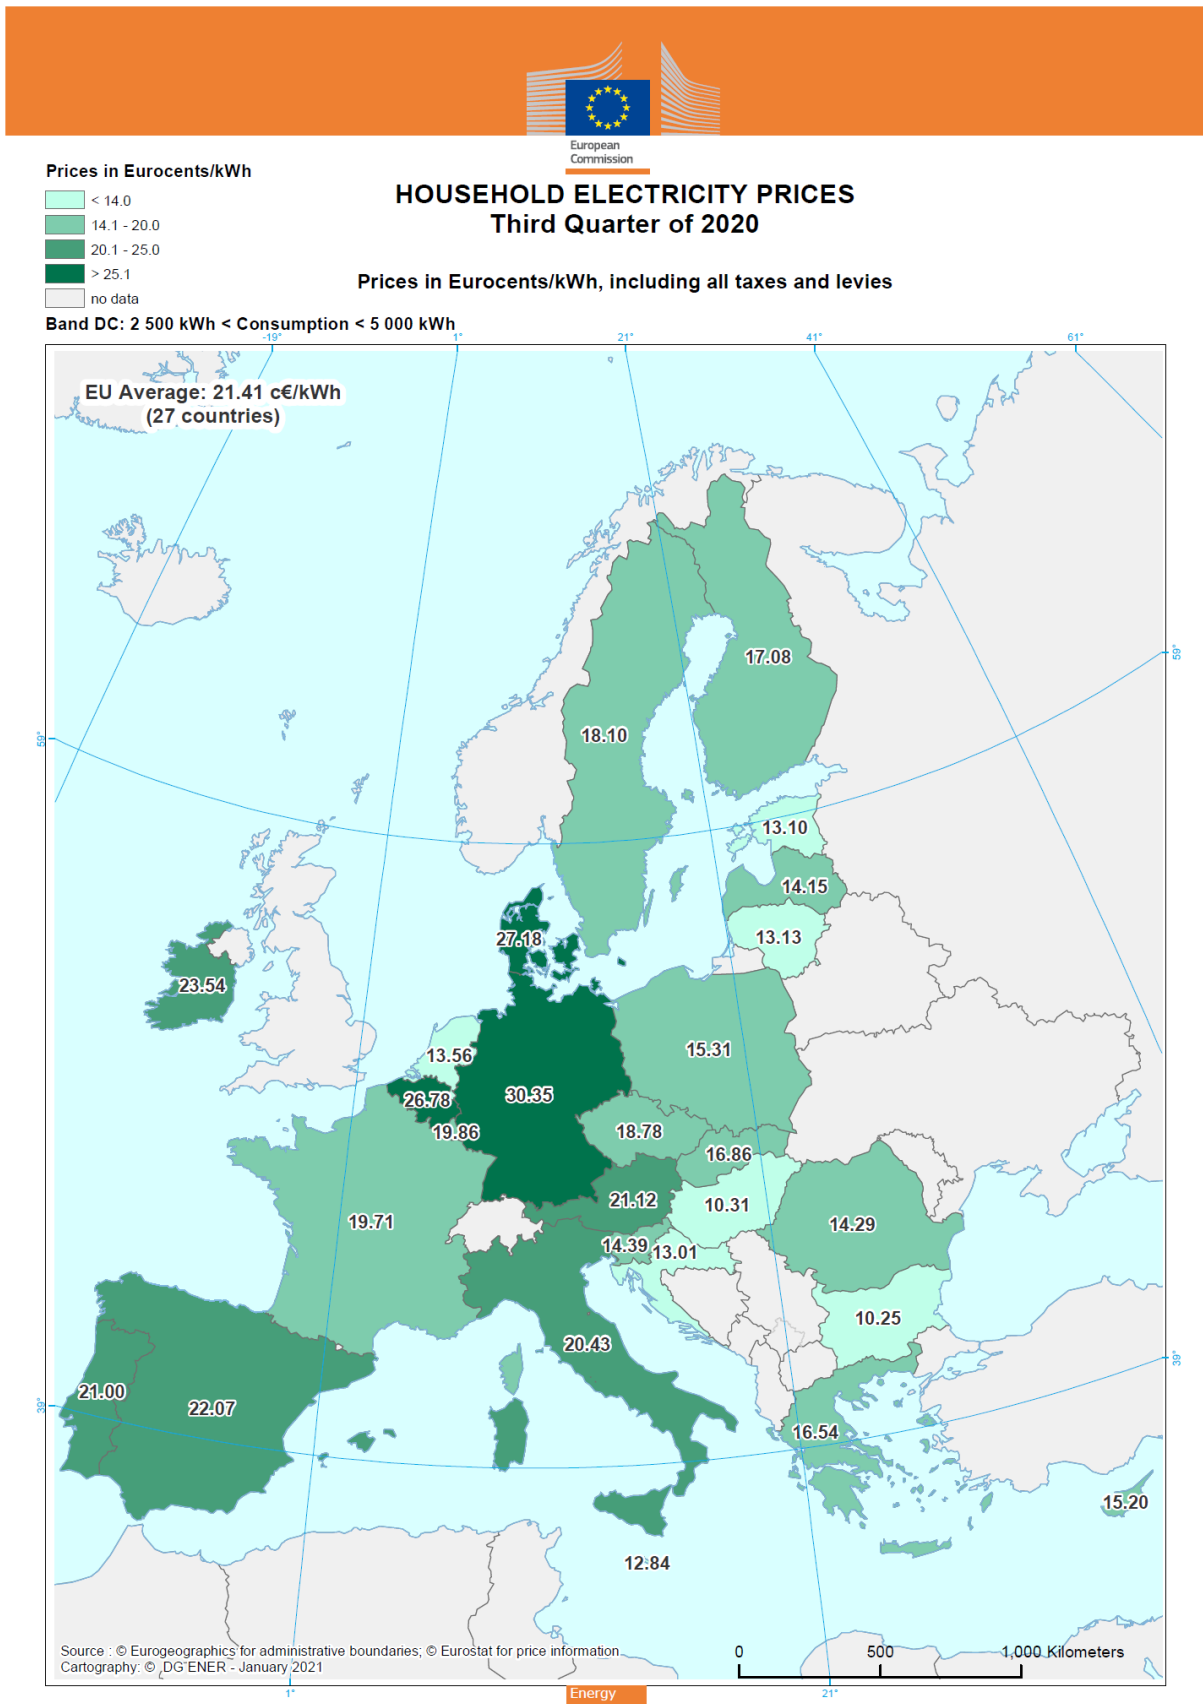 European
Commission
Prices in Eurocents/kWh
< 14.0
14.1 - 20.0
20.1 - 25.0
> 25.1
no data
HOUSEHOLD ELECTRICITY PRICES
Third Quarter of 2020
Prices in Eurocents/kWh, including all taxes and levies
Band DC: 2 500 kWh < Consumption < 5 000 kWh
-19° 1° 21° 41° 61°
EU Average: 21.41 c€/kWh
(27 countries)
17.08
59°
18.10
59°
13.10
14.15
13.13
27.18
23.54
15.31
13.56
30.35
26.78
19.86
18.78
16.86
21.12
10.31
19.71
14.29
14.39
13.01
10.25
20.43
39°
21.00
39°
22.07
16.54
15.20
12.84
Source : © Eurogeographics for administrative boundaries; © Eurostat for price information
Cartography: © DG ENER - January 2021
0 500 1,000 Kilometers
1° 21°
Energy